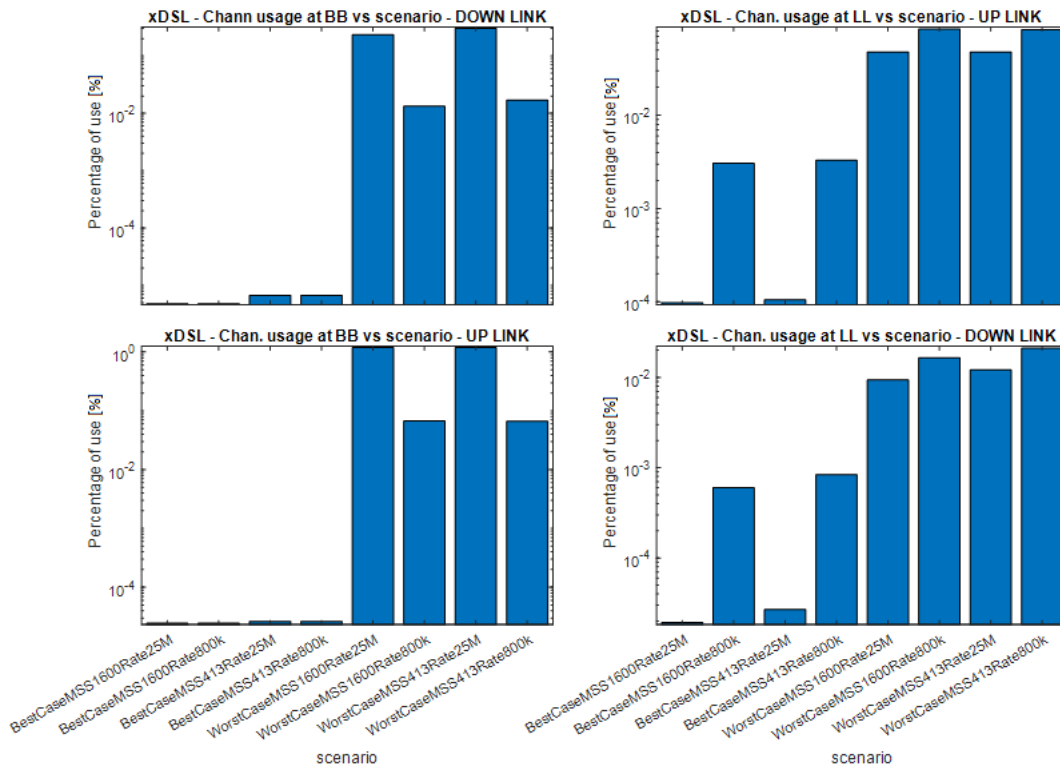 xDSL - Chann usage at BB vs scenario - DOWN LINK
Percentage of use [%]
10^-2
10^-4
xDSL - Chan. usage at LL vs scenario - UP LINK
Percentage of use [%]
10^-2
10^-3
10^-4
xDSL - Chan. usage at BB vs scenario - UP LINK
Percentage of use [%]
10^0
10^-2
10^-4
BestCaseMSS1600Rate25M
BestCaseMSS1600Rate800k
BestCaseMSS413Rate25M
BestCaseMSS413Rate800k
WorstCaseMSS1600Rate25M
WorstCaseMSS1600Rate800k
WorstCaseMSS413Rate25M
WorstCaseMSS413Rate800k
scenario
xDSL - Chan. usage at LL vs scenario - DOWN LINK
Percentage of use [%]
10^-2
10^-3
10^-4
BestCaseMSS1600Rate25M
BestCaseMSS1600Rate800k
BestCaseMSS413Rate25M
BestCaseMSS413Rate800k
WorstCaseMSS1600Rate25M
WorstCaseMSS1600Rate800k
WorstCaseMSS413Rate25M
WorstCaseMSS413Rate800k
scenario